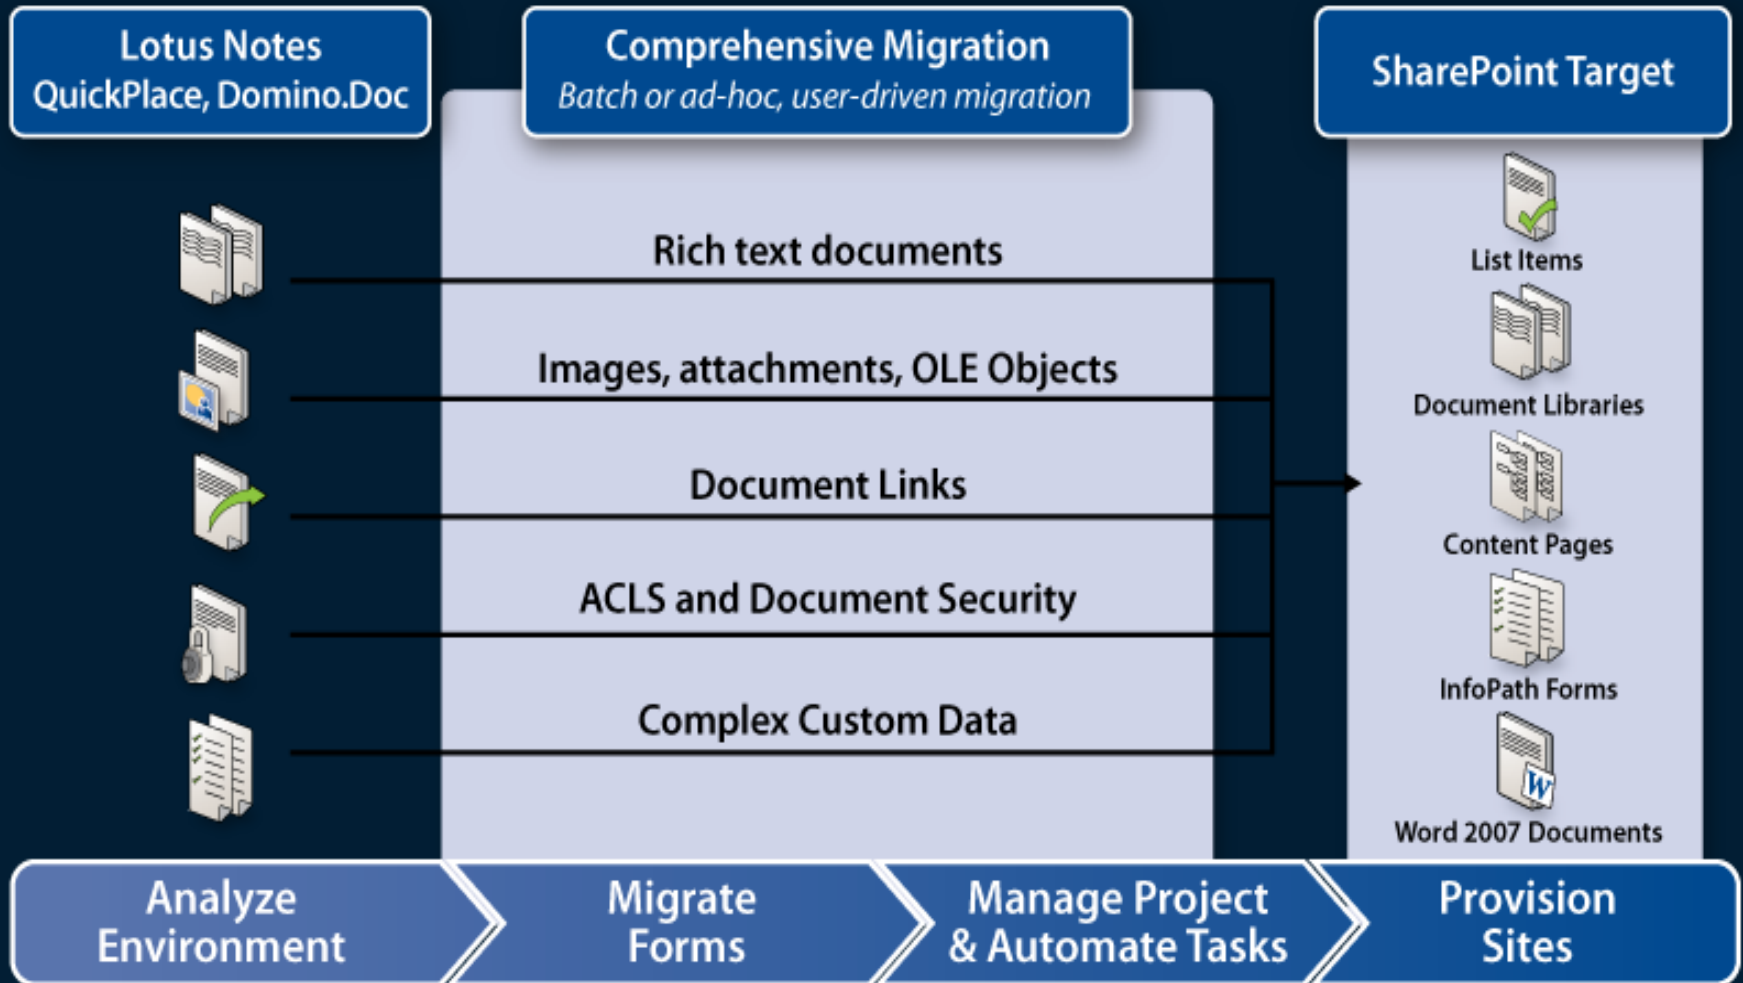 Lotus Notes
QuickPlace, Domino.Doc
Comprehensive Migration
Batch or ad-hoc, user-driven migration
SharePoint Target
Rich text documents
Images, attachments, OLE Objects
Document Links
ACLS and Document Security
Complex Custom Data
List Items
Document Libraries
Content Pages
InfoPath Forms
W
Word 2007 Documents
Analyze
Environment
Migrate
Forms
Manage Project
& Automate Tasks
Provision
Sites